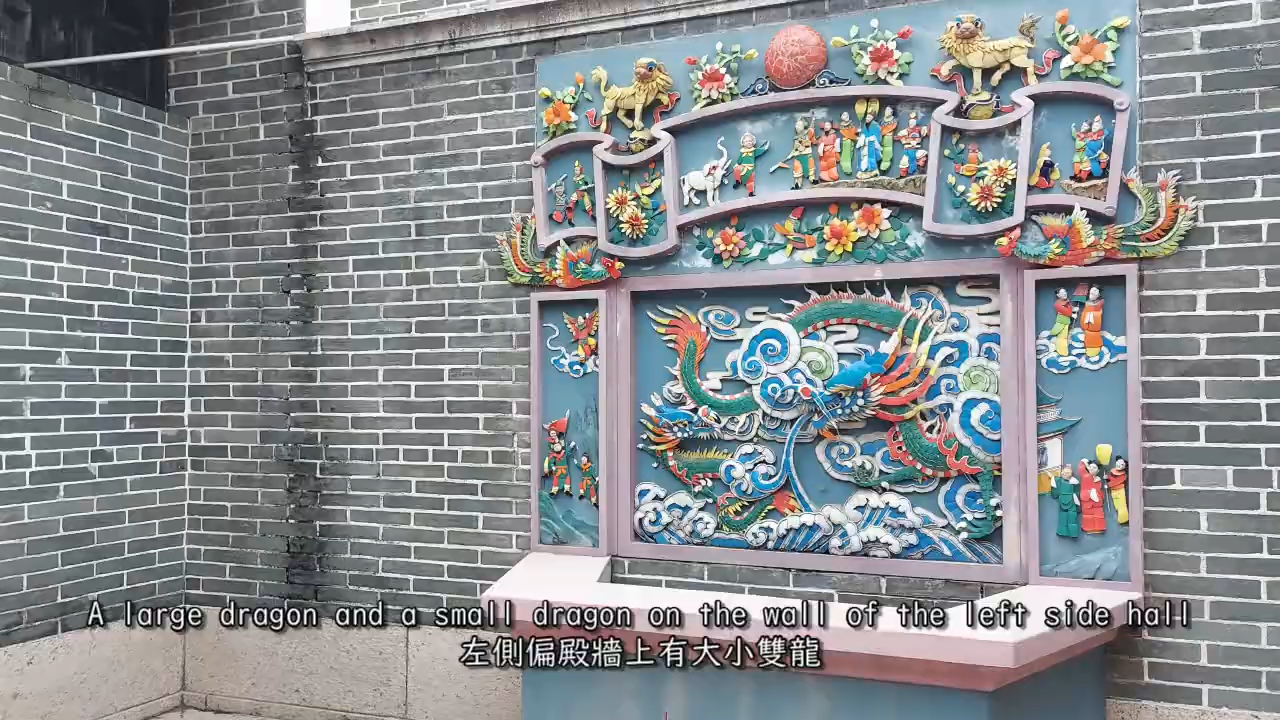 A large dragon and a small dragon on the wall of the left side hall
左側偏殿牆上有大小雙龍